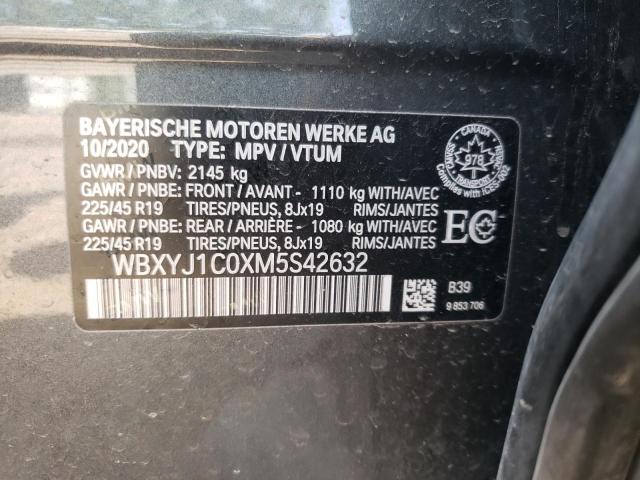 BAYERISCHE MOTOREN WERKE AG
10/2020 TYPE: MPV / VTUM
GVWR / PNBV: 2145 kg
GAWR / PNBE: FRONT / AVANT - 1110 kg WITH/AVEC
225/45 R19 TIRES/PNEUS, 8Jx19 RIMS/JANTES
GAWR / PNBE: REAR / ARRIÈRE - 1080 kg WITH/AVEC
225/45 R19 TIRES/PNEUS, 8Jx19 RIMS/JANTES
WBXYJ1C0XM5S42632
CANADA
978
TRANSPORT
EC
B39
9 853 706